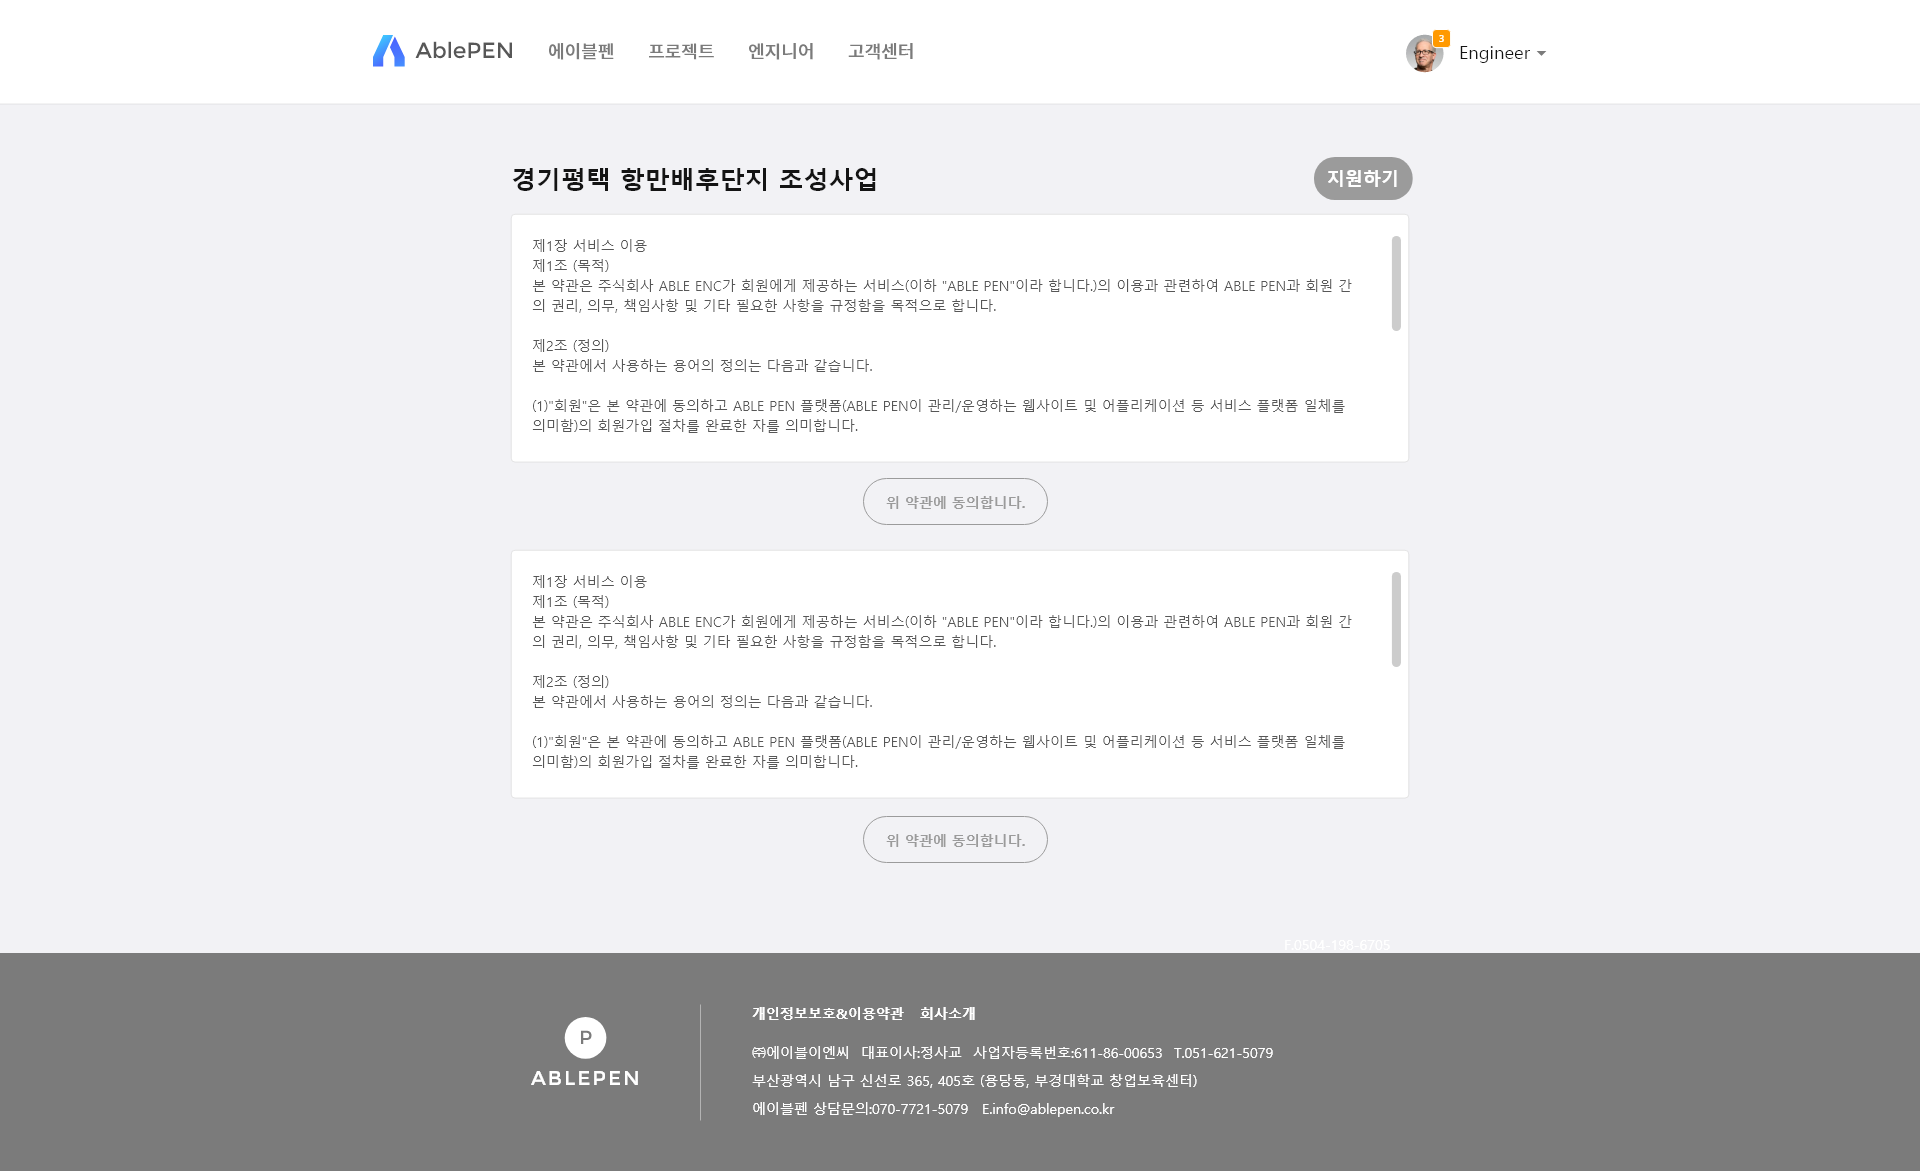 AblePEN 에이블펜 프로젝트 엔지니어 고객센터 3 Engineer
경기평택 항만배후단지 조성사업 지원하기
제1장 서비스 이용
제1조 (목적)
본 약관은 주식회사 ABLE ENC가 회원에게 제공하는 서비스(이하 "ABLE PEN"이라 합니다.)의 이용과 관련하여 ABLE PEN과 회원 간
의 권리, 의무, 책임사항 및 기타 필요한 사항을 규정함을 목적으로 합니다.
제2조 (정의)
본 약관에서 사용하는 용어의 정의는 다음과 같습니다.
(1)"회원"은 본 약관에 동의하고 ABLE PEN 플랫폼(ABLE PEN이 관리/운영하는 웹사이트 및 어플리케이션 등 서비스 플랫폼 일체를
의미함)의 회원가입 절차를 완료한 자를 의미합니다.
위 약관에 동의합니다.
제1장 서비스 이용
제1조 (목적)
본 약관은 주식회사 ABLE ENC가 회원에게 제공하는 서비스(이하 "ABLE PEN"이라 합니다.)의 이용과 관련하여 ABLE PEN과 회원 간
의 권리, 의무, 책임사항 및 기타 필요한 사항을 규정함을 목적으로 합니다.
제2조 (정의)
본 약관에서 사용하는 용어의 정의는 다음과 같습니다.
(1)"회원"은 본 약관에 동의하고 ABLE PEN 플랫폼(ABLE PEN이 관리/운영하는 웹사이트 및 어플리케이션 등 서비스 플랫폼 일체를
의미함)의 회원가입 절차를 완료한 자를 의미합니다.
위 약관에 동의합니다.
F.0504-198-6705
P
ABLEPEN
개인정보보호&이용약관 회사소개
㈜에이블이엔씨 대표이사:정사교 사업자등록번호:611-86-00653 T.051-621-5079
부산광역시 남구 신선로 365, 405호 (용당동, 부경대학교 창업보육센터)
에이블펜 상담문의:070-7721-5079 E.info@ablepen.co.kr